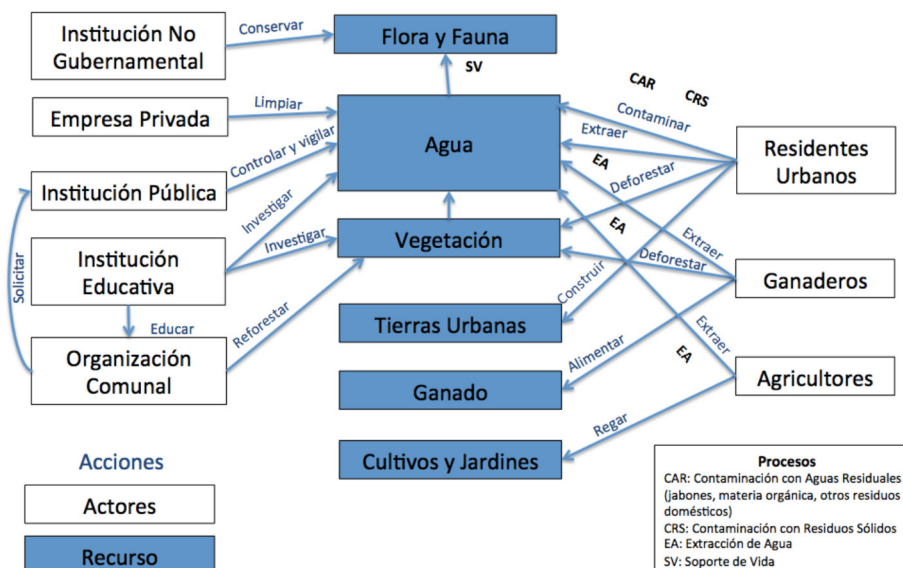 Institución No
Gubernamental
Conservar
Flora y Fauna
SV
CAR
CRS
Empresa Privada
Limpiar
Agua
Contaminar
Extraer
EA
Residentes
Urbanos
Controlar y vigilar
Institución Pública
Deforestar
Investigar
Investigar
Vegetación
EA
Extraer
Deforestar
Solicitar
Institución
Educativa
Ganaderos
Construir
Educar
Reforestar
Tierras Urbanas
Extraer
Organización
Comunal
Alimentar
EA
Ganado
Agricultores
Regar
Cultivos y Jardines
Acciones
Actores
Recurso
Procesos
CAR: Contaminación con Aguas Residuales
(jabones, materia orgánica, otros residuos
domésticos)
CRS: Contaminación con Residuos Sólidos
EA: Extracción de Agua
SV: Soporte de Vida